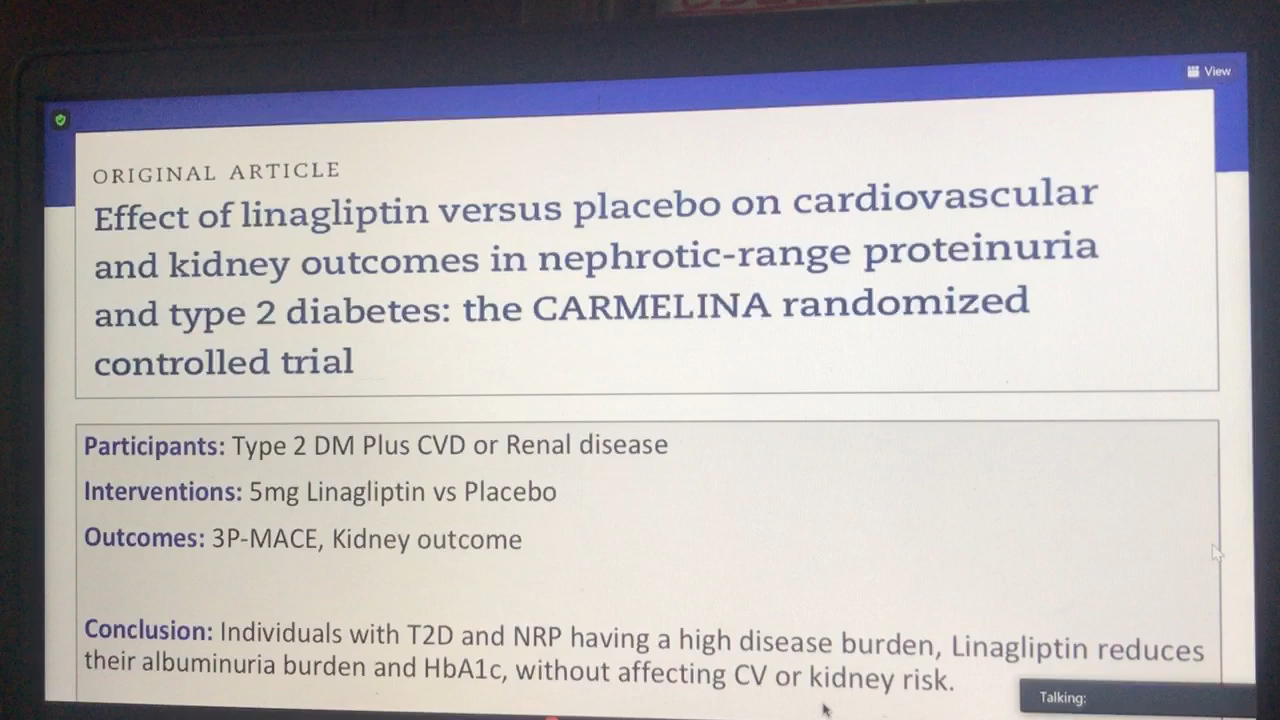 View
ORIGINAL ARTICLE
Effect of linagliptin versus placebo on cardiovascular
and kidney outcomes in nephrotic-range proteinuria
and type 2 diabetes: the CARMELINA randomized
controlled trial
Participants: Type 2 DM Plus CVD or Renal disease
Interventions: 5mg Linagliptin vs Placebo
Outcomes: 3P-MACE, Kidney outcome
Conclusion: Individuals with T2D and NRP having a high disease burden, Linagliptin reduces
their albuminuria burden and HbA1c, without affecting CV or kidney risk.
Talking: